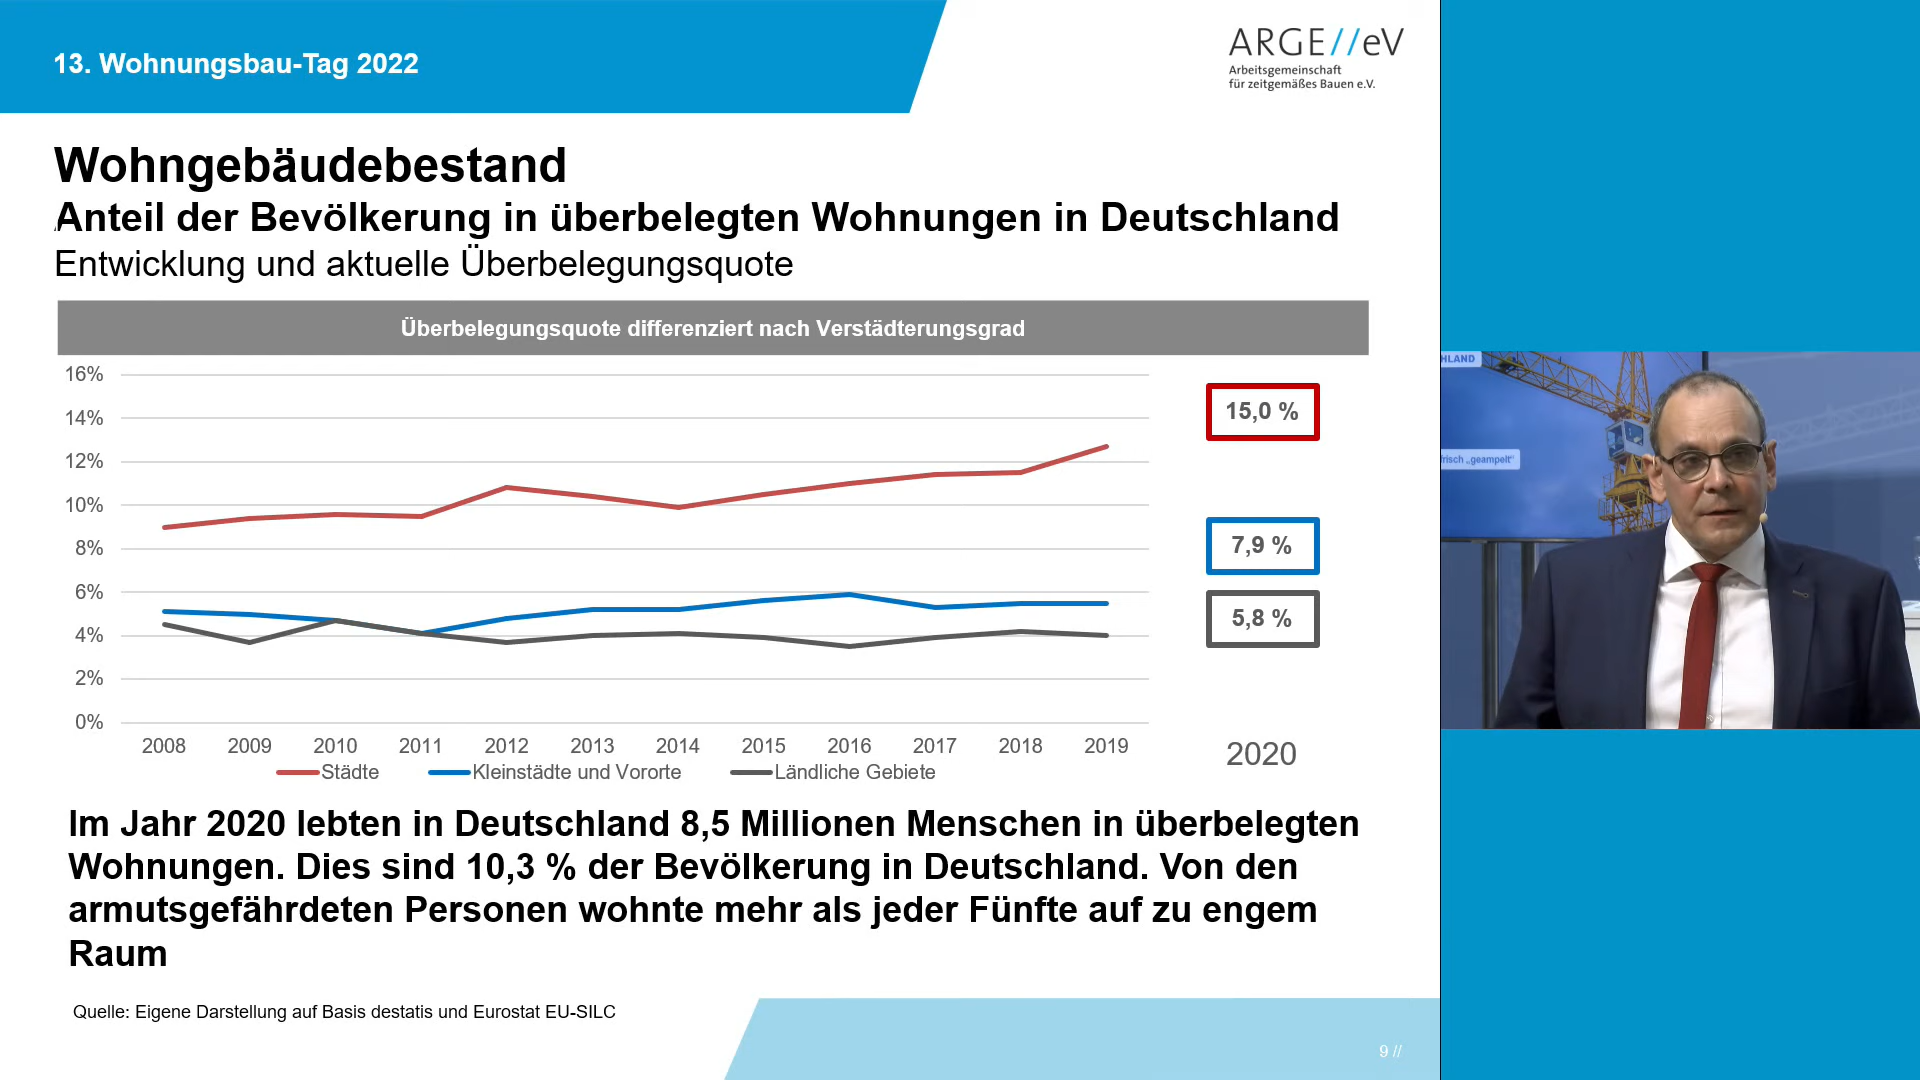 13. Wohnungsbau-Tag 2022
ARGE//eV
Arbeitsgemeinschaft
für zeitgemäßes Bauen e.V.
Wohngebäudebestand
Anteil der Bevölkerung in überbelegten Wohnungen in Deutschland
Entwicklung und aktuelle Überbelegungsquote
Überbelegungsquote differenziert nach Verstädterungsgrad
16%
14%
12%
10%
8%
6%
4%
2%
0%
2008 2009 2010 2011 2012 2013 2014 2015 2016 2017 2018 2019
Städte Kleinstädte und Vororte Ländliche Gebiete
15,0 %
7,9 %
5,8 %
2020
Im Jahr 2020 lebten in Deutschland 8,5 Millionen Menschen in überbelegten
Wohnungen. Dies sind 10,3 % der Bevölkerung in Deutschland. Von den
armutsgefährdeten Personen wohnte mehr als jeder Fünfte auf zu engem
Raum
Quelle: Eigene Darstellung auf Basis destatis und Eurostat EU-SILC
9 //
HLAND
frisch „geampelt“